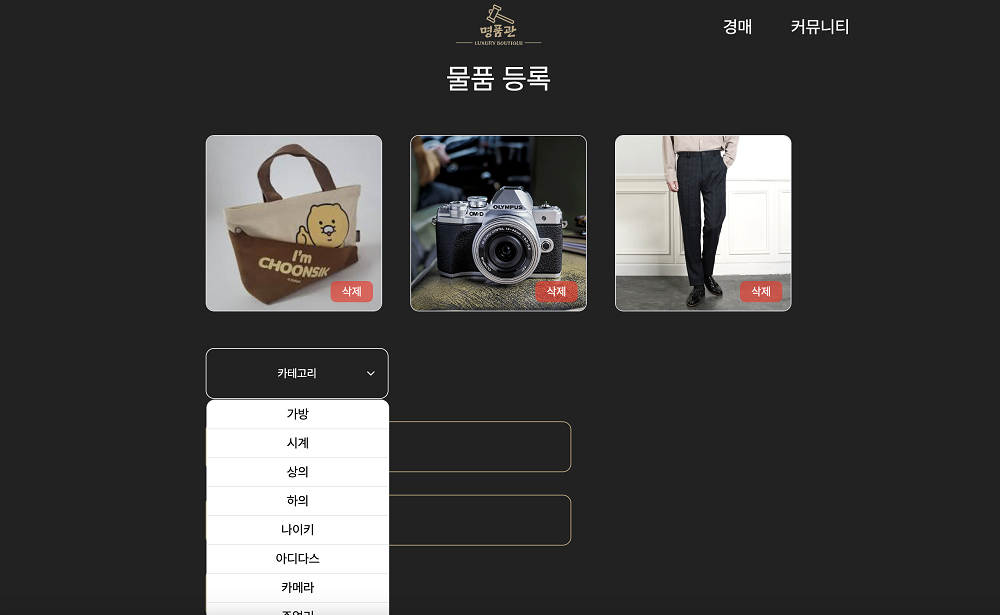 명품관
LUXURY BOUTIQUE
경매
커뮤니티
물품 등록
I'm
CHOONSIK
삭제
OLYMPUS
OM-D
삭제
삭제
카테고리
가방
시계
상의
하의
나이키
아디다스
카메라